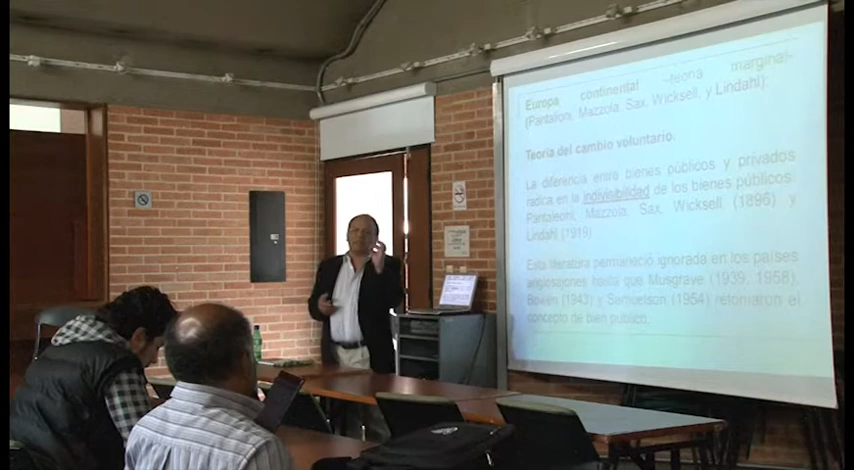 Europa continental -teoria marginal-
(Pantaleoni, Mazzola, Sax, Wicksell, y Lindahl).
Teoría del cambio voluntario.
La diferencia entre bienes públicos y privados
radica en la indivisibilidad de los bienes públicos.
Pantaleoni, Mazzola, Sax, Wicksell (1896) y
Lindahl (1919)
Esta literatura permaneció ignorada en los países
anglosajones hasta que Musgrave (1939, 1958),
Bowen (1943) y Samuelson (1954) retomaron el
concepto de bien público.